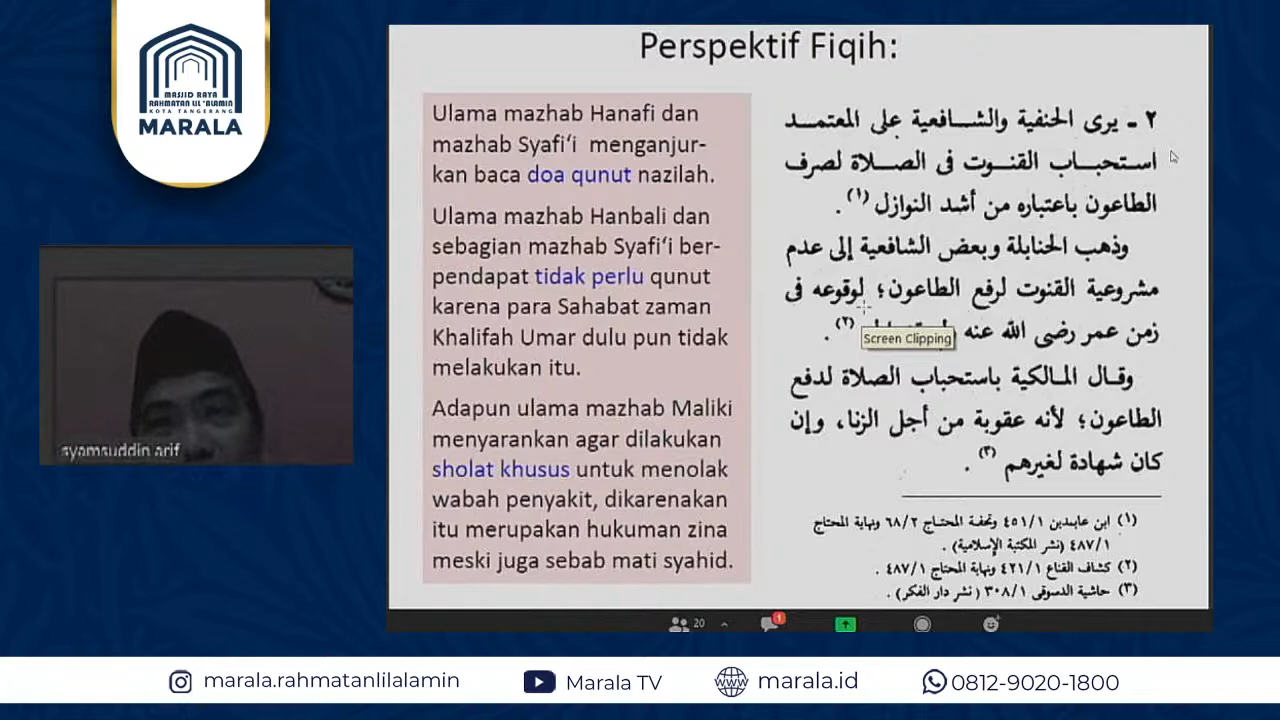 MASJID RAYA
RAHMATAN LIL 'ALAMIN
KOTA TANGERANG
MARALA
syamsuddin arif
Perspektif Fiqih:
Ulama mazhab Hanafi dan
mazhab Syafi‘i menganjur-
kan baca doa qunut nazilah.
Ulama mazhab Hanbali dan
sebagian mazhab Syafi‘i ber-
pendapat tidak perlu qunut
karena para Sahabat zaman
Khalifah Umar dulu pun tidak
melakukan itu.
Adapun ulama mazhab Maliki
menyarankan agar dilakukan
sholat khusus untuk menolak
wabah penyakit, dikarenakan
itu merupakan hukuman zina
meski juga sebab mati syahid.
٢ - يرى الحنفية والشافعية على المعتمد
استحباب القنوت فى الصلاة لصرف
الطاعون باعتباره من أشد النوازل (١) .
وذهب الحنابلة وبعض الشافعية إلى عدم
مشروعية القنوت لرفع الطاعون؛ لوقوعه فى
زمن عمر رضى الله عنه (٢) .
Screen Clipping
وقال المالكية باستحباب الصلاة لدفع
الطاعون؛ لأنه عقوبة من أجل الزنا، وإن
كان شهادة لغيرهم (٣) .
(١) ابن عابدين ٤٥١/١ وتحفة المحتاج ٦٨/٢ ونهاية المحتاج
٤٨٧/١ (نشر المكتبة الإسلامية) .
(٢) كشاف القناع ٤٢١/١ ونهاية المحتاج ٤٨٧/١ .
(٣) حاشية الدسوقى ٣٠٨/١ (نشر دار الفكر) .
20
1
marala.rahmatanlilalamin
Marala TV
marala.id
0812-9020-1800